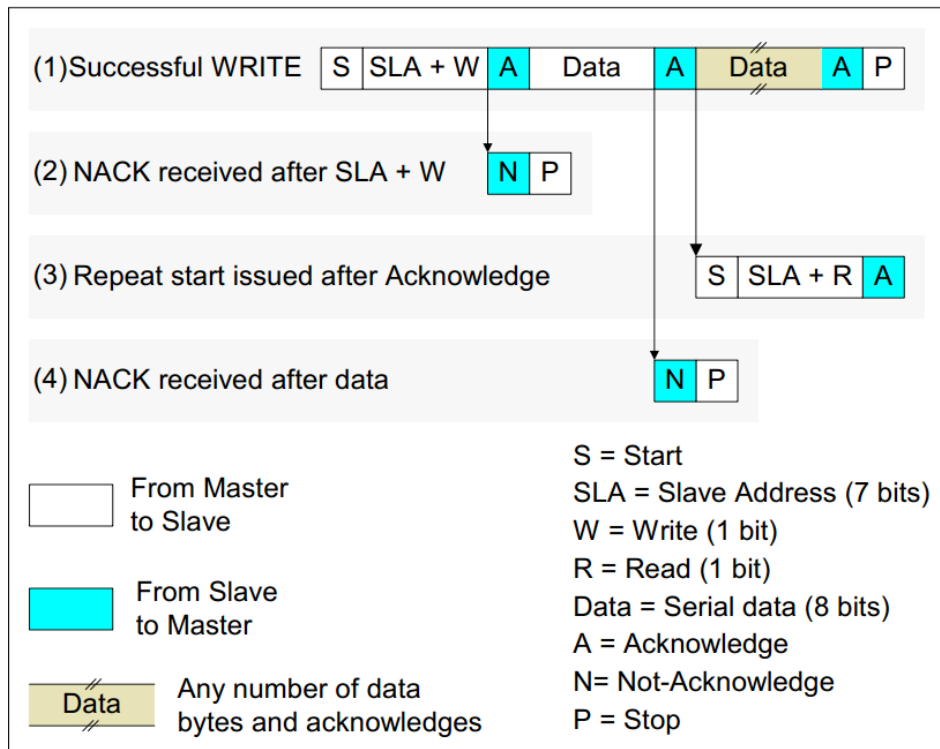 (1) Successful WRITE S SLA + W A Data A Data A P
(2) NACK received after SLA + W N P
(3) Repeat start issued after Acknowledge S SLA + R A
(4) NACK received after data N P
From Master
to Slave
From Slave
to Master
Data Any number of data
bytes and acknowledges
S = Start
SLA = Slave Address (7 bits)
W = Write (1 bit)
R = Read (1 bit)
Data = Serial data (8 bits)
A = Acknowledge
N= Not-Acknowledge
P = Stop